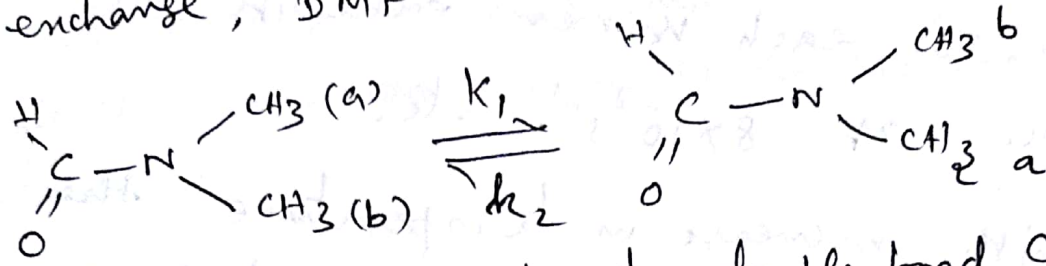 exchange, DMF
H CH3 (a) K1 H CH3 b
C — N C — N
O CH3 (b) k2 O CH3 a